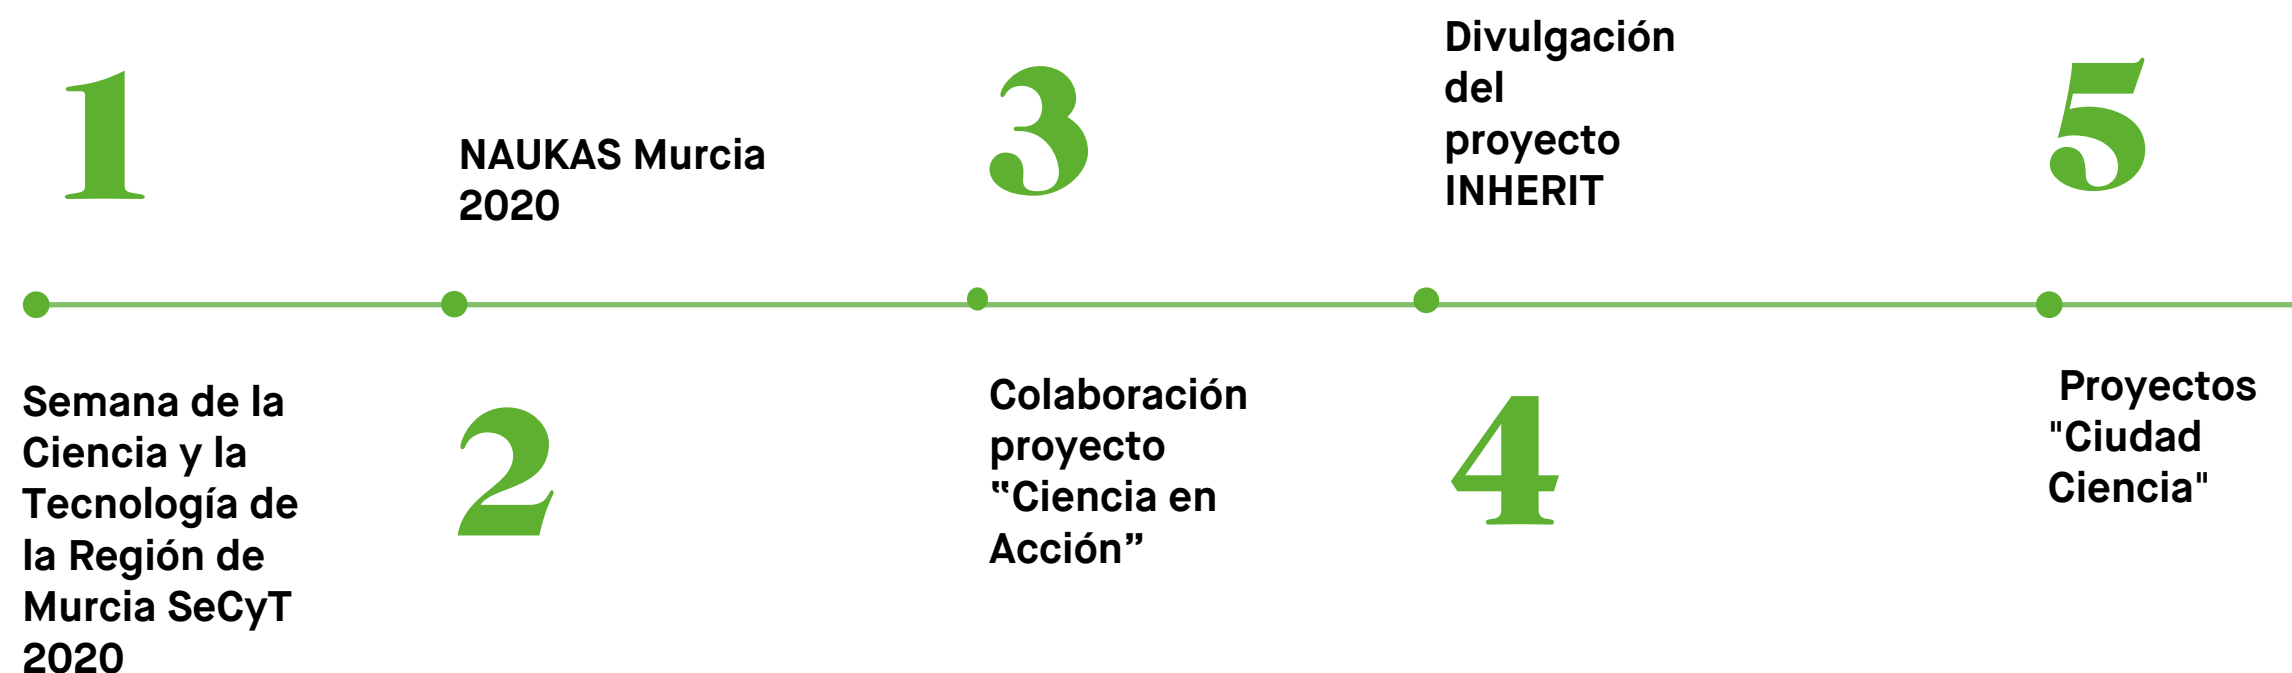 1
Semana de la
Ciencia y la
Tecnología de
la Región de
Murcia SeCyT
2020
NAUKAS Murcia
2020
2
3
Colaboración
proyecto
“Ciencia en
Acción”
Divulgación
del
proyecto
INHERIT
4
5
Proyectos
"Ciudad
Ciencia"